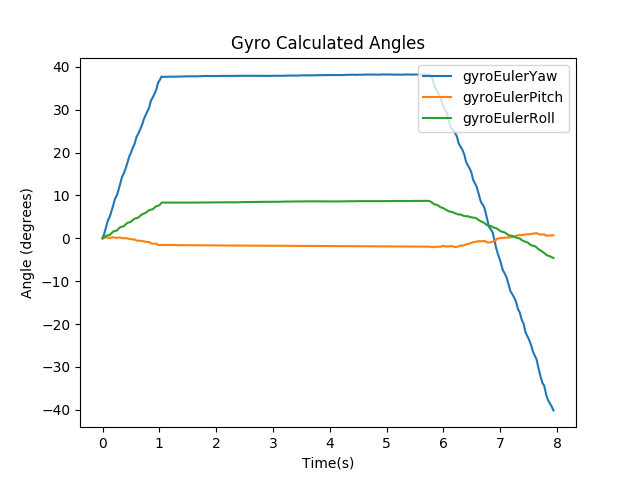 Gyro Calculated Angles
gyroEulerYaw
gyroEulerPitch
gyroEulerRoll
Angle (degrees)
40
30
20
10
0
−10
−20
−30
−40
0 1 2 3 4 5 6 7 8
Time(s)